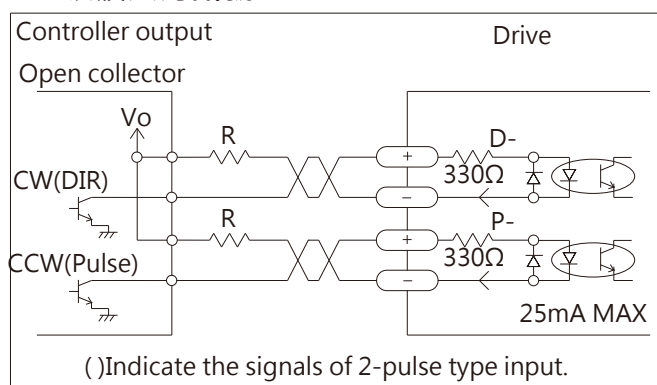 Controller output
Drive
Open collector
Vo
R
D-
+
330Ω
CW(DIR)
−
R
P-
+
330Ω
CCW(Pulse)
−
25mA MAX
( )Indicate the signals of 2-pulse type input.